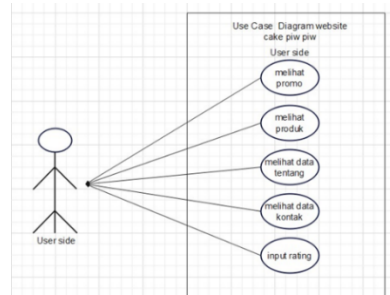 Use Case Diagram website
cake piw piw
User side
melihat
promo
melihat
produk
melihat data
tentang
melihat data
kontak
input rating
User side